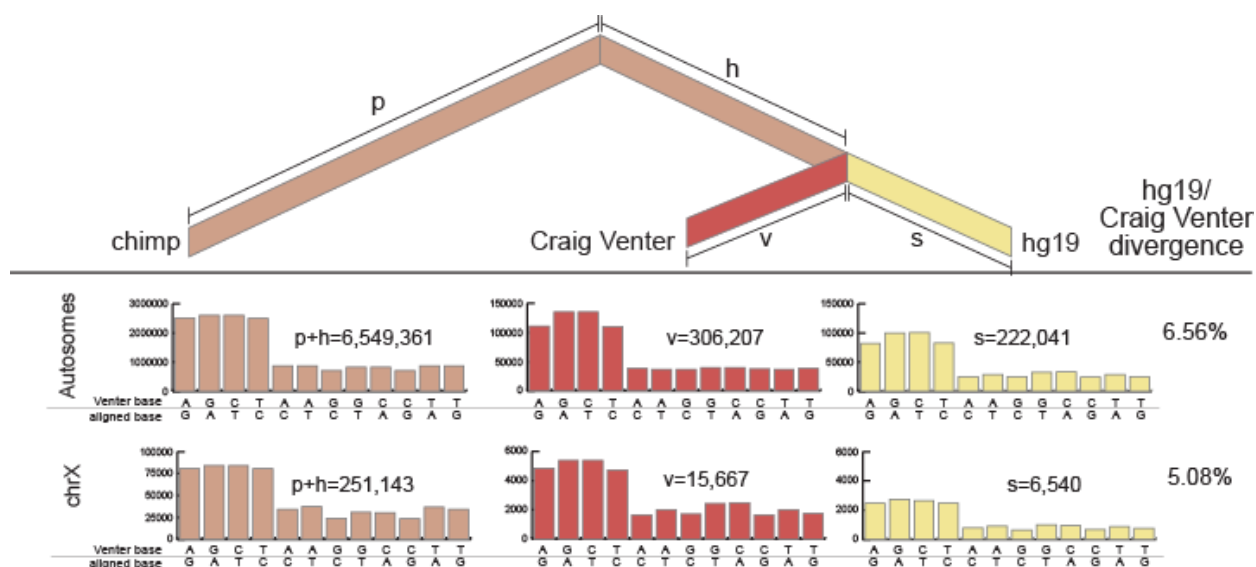 p
h
chimp
Craig Venter
v
s
hg19
hg19/
Craig Venter
divergence
Autosomes
3000000
2000000
1000000
0
p+h=6,549,361
150000
100000
50000
0
v=306,207
150000
100000
50000
0
s=222,041
6.56%
Venter base A G C T A A G G C C T T A G C T A A G G C C T T A G C T A A G G C C T T
aligned base G A T C C T C T A G A G G A T C C T C T A G A G G A T C C T C T A G A G
chrX
100000
75000
50000
25000
0
p+h=251,143
6000
4000
2000
0
v=15,667
6000
4000
2000
0
s=6,540
5.08%
Venter base A G C T A A G G C C T T A G C T A A G G C C T T A G C T A A G G C C T T
aligned base G A T C C T C T A G A G G A T C C T C T A G A G G A T C C T C T A G A G